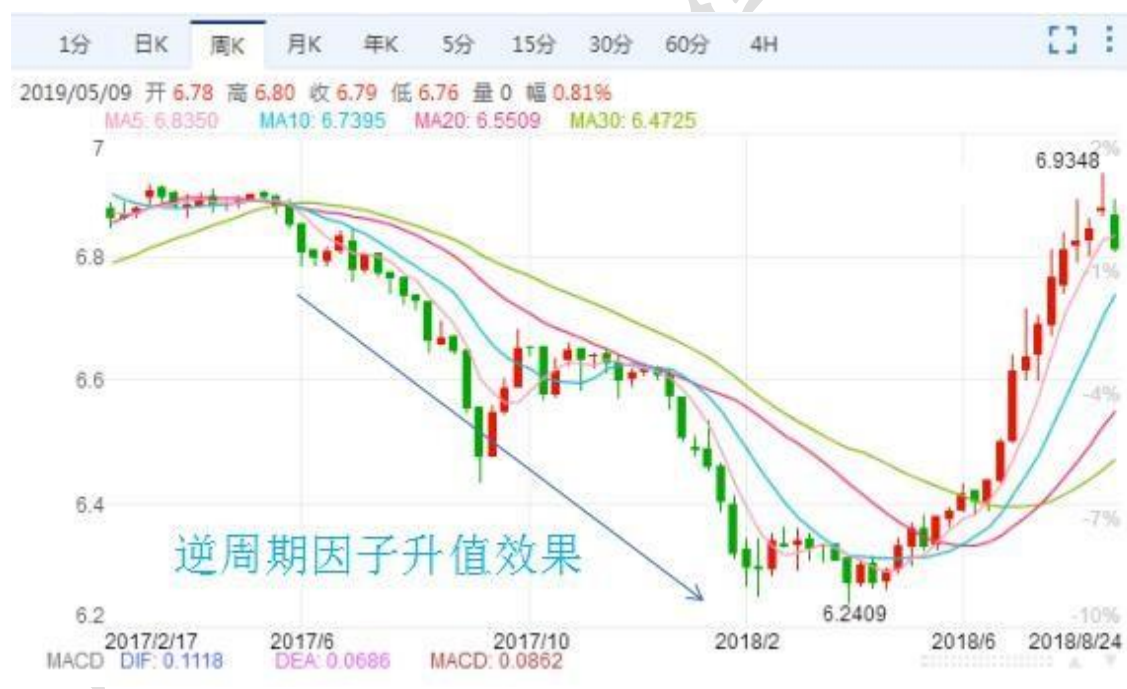 1分 日K 周K 月K 年K 5分 15分 30分 60分 4H
2019/05/09 开 6.78 高 6.80 收 6.79 低 6.76 量 0 幅 0.81%
MA5: 6.8350 MA10: 6.7395 MA20: 6.5509 MA30: 6.4725
7 2%
6.9348
6.8 -1%
6.6 -4%
6.4 -7%
逆周期因子升值效果
6.2409
6.2 -10%
2017/2/17 2017/6 2017/10 2018/2 2018/6 2018/8/24
MACD DIF: 0.1118 DEA: 0.0686 MACD: 0.0862